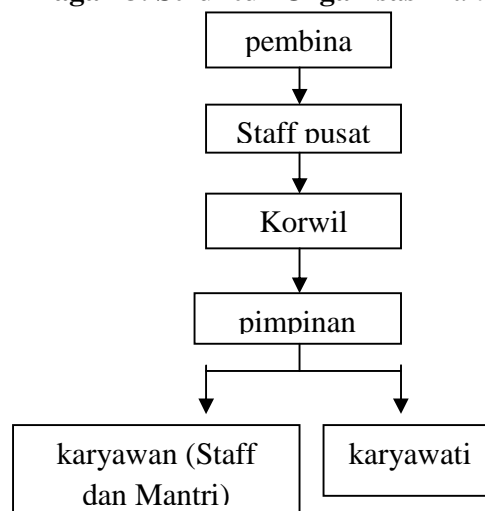 pembina
Staff pusat
Korwil
pimpinan
karyawan (Staff
dan Mantri)
karyawati